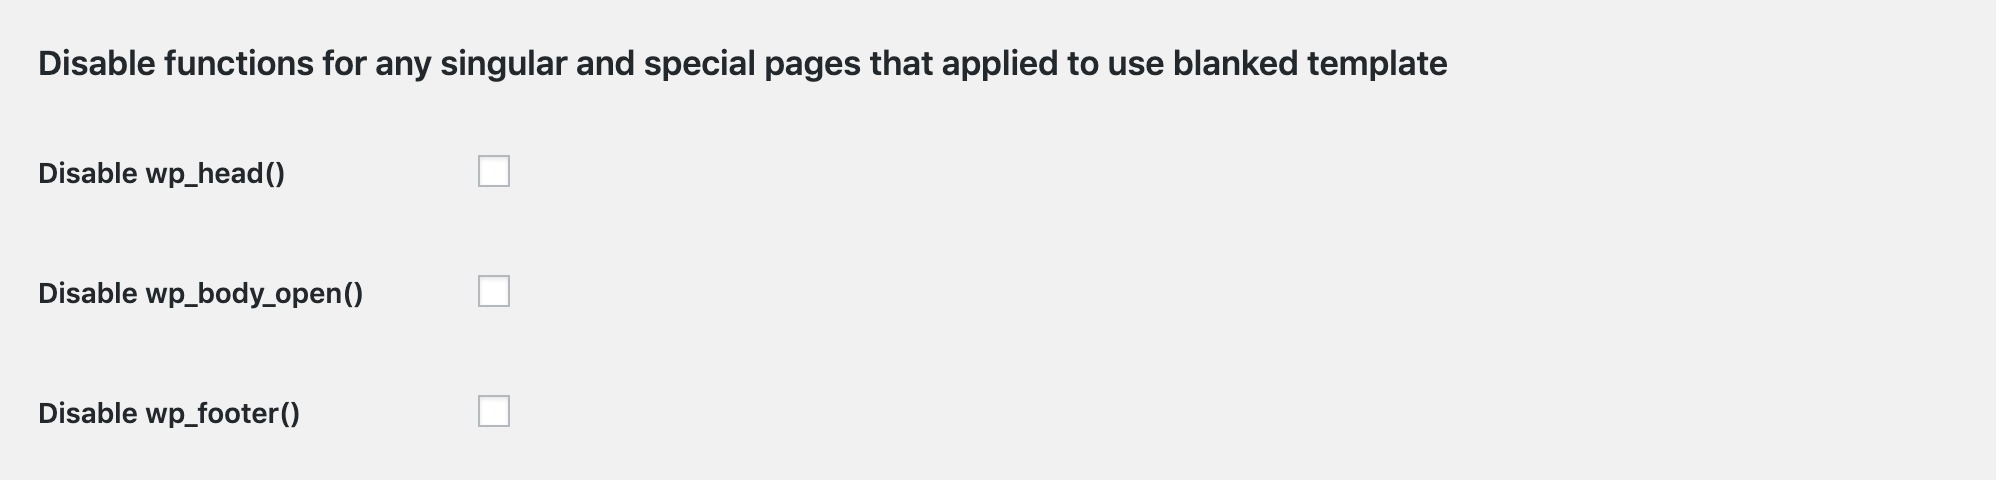 Disable functions for any singular and special pages that applied to use blanked template
Disable wp_head()
Disable wp_body_open()
Disable wp_footer()